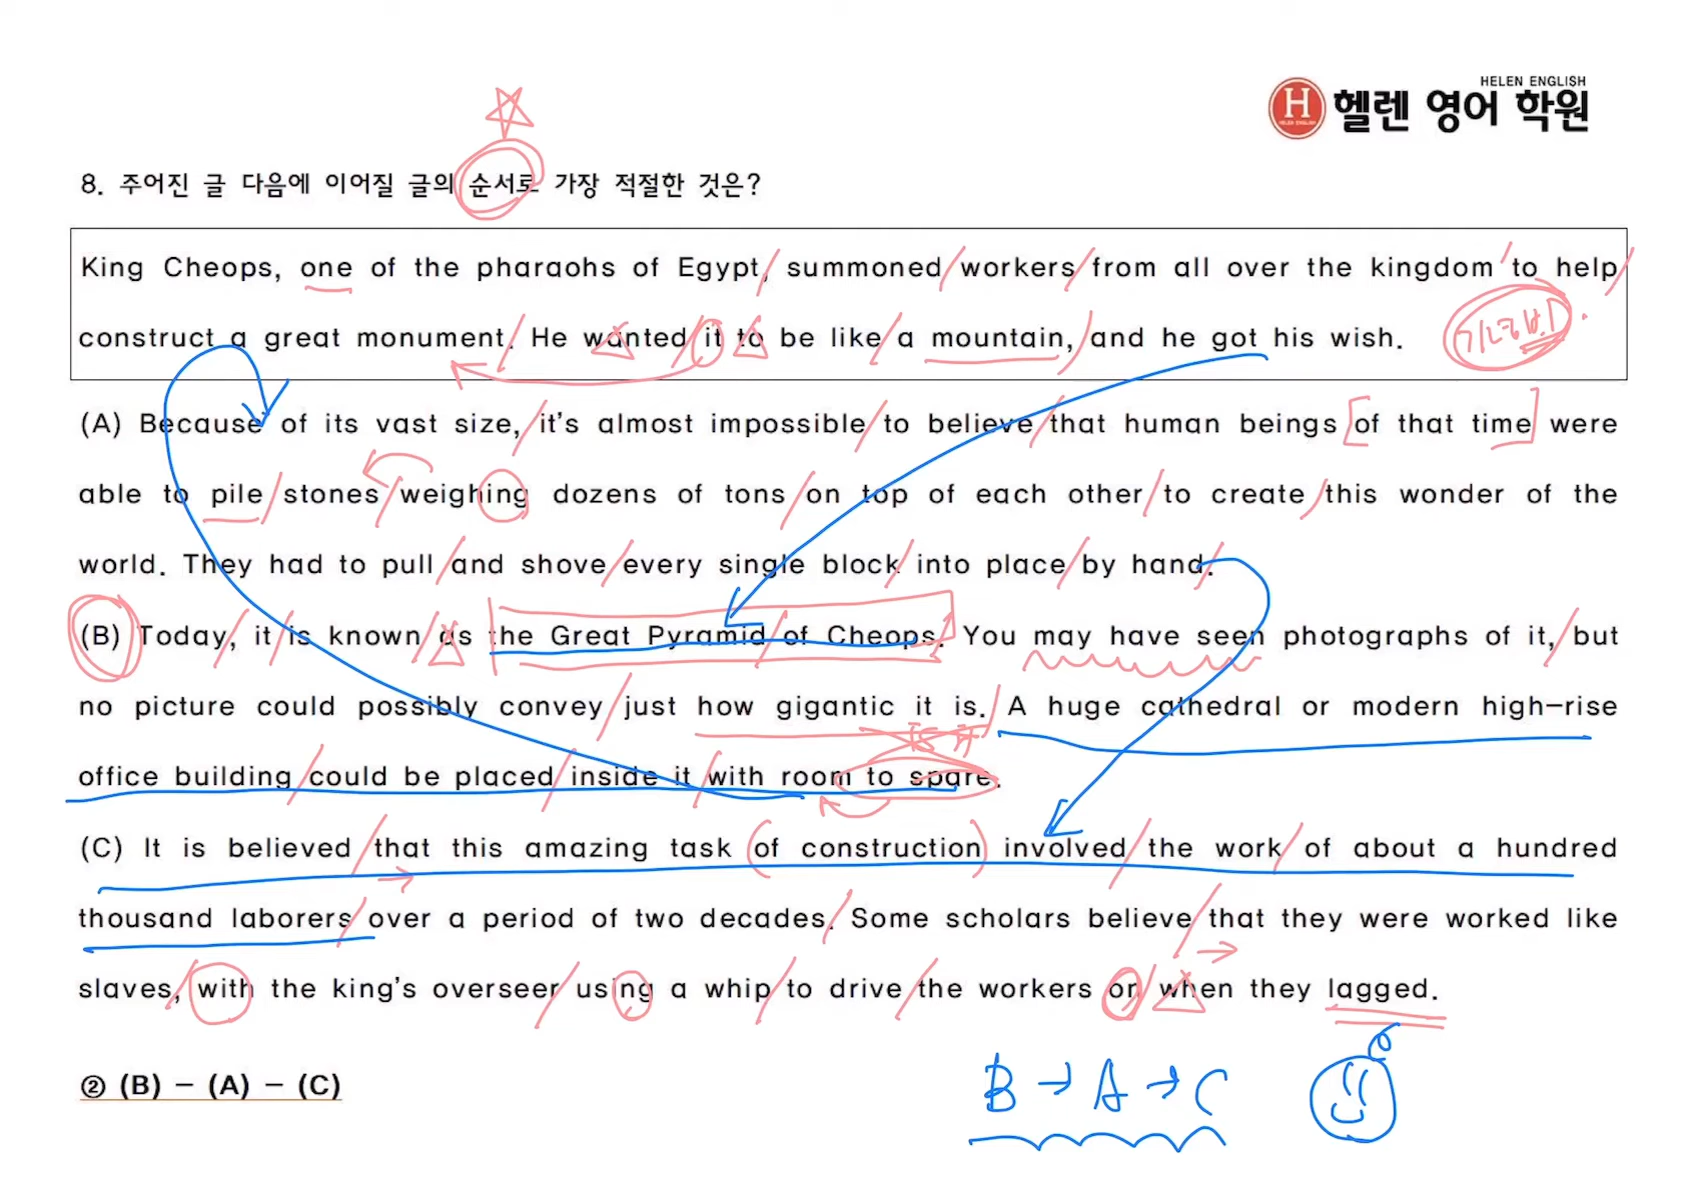 HELEN ENGLISH
H 헬렌 영어 학원
HELEN ENGLISH
8. 주어진 글 다음에 이어질 글의 순서로 가장 적절한 것은?
King Cheops, one of the pharaohs of Egypt, summoned workers from all over the kingdom to help
construct a great monument. He wanted it to be like a mountain, and he got his wish.
(A) Because of its vast size, it's almost impossible to believe that human beings of that time were
able to pile stones weighing dozens of tons on top of each other to create this wonder of the
world. They had to pull and shove every single block into place by hand.
(B) Today, it is known as the Great Pyramid of Cheops. You may have seen photographs of it, but
no picture could possibly convey just how gigantic it is. A huge cathedral or modern high-rise
office building could be placed inside it with room to spare.
(C) It is believed that this amazing task of construction involved the work of about a hundred
thousand laborers over a period of two decades. Some scholars believe that they were worked like
slaves, with the king's overseer using a whip to drive the workers on when they lagged.
② (B) - (A) - (C)
B → A → C